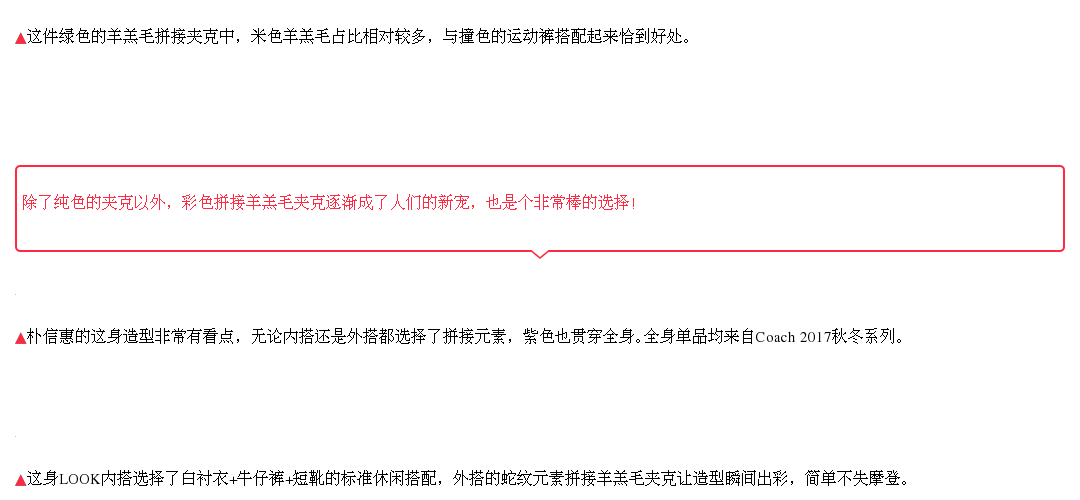 ▲这件绿色的羊羔毛拼接夹克中，米色羊羔毛占比相对较多，与撞色的运动裤搭配起来恰到好处。
除了纯色的夹克以外，彩色拼接羊羔毛夹克逐渐成了人们的新宠，也是个非常棒的选择！
▲朴信惠的这身造型非常有看点，无论内搭还是外搭都选择了拼接元素，紫色也贯穿全身。全身单品均来自Coach 2017秋冬系列。
▲这身LOOK内搭选择了白衬衣+牛仔裤+短靴的标准休闲搭配，外搭的蛇纹元素拼接羊羔毛夹克让造型瞬间出彩，简单不失摩登。